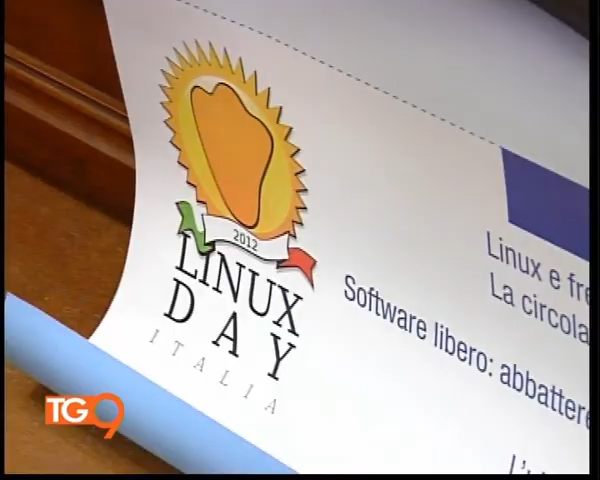 2012
LINUX
DAY
ITALIA
Linux e fre
La circola
Software libero: abbattere
L'
TG9